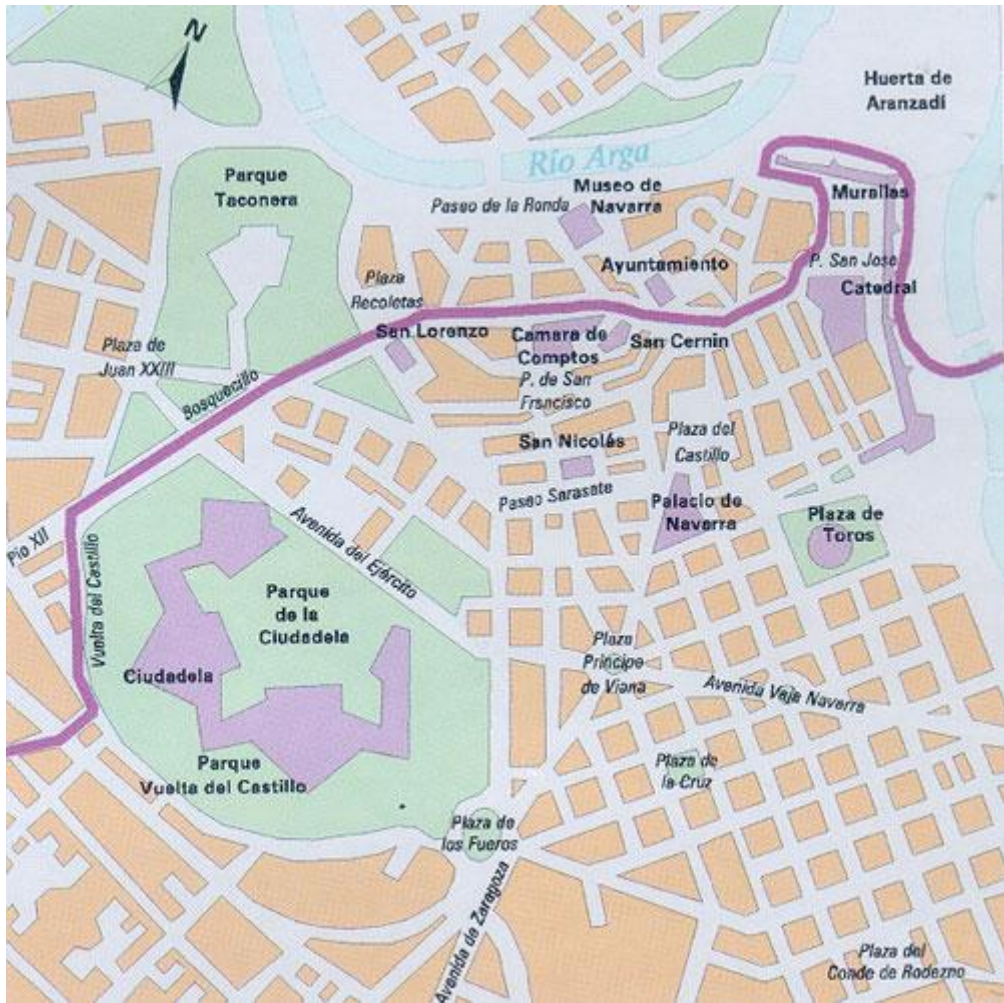 N
Huerta de
Aranzadí
Río Arga
Parque
Taconera
Museo de
Navarra
Murallas
Paseo de la Ronda
Ayuntamiento
P. San Jose
Catedral
Plaza
Recoletas
San Lorenzo
Camara de
Comptos
San Cernin
Plaza de
Juan XXIII
Bosquecillo
P. de San
Francisco
San Nicolás
Plaza del
Castillo
Paseo Sarasate
Palacio de
Navarra
Plaza de
Toros
Pío XII
Vuelta del Castillo
Avenida del Ejército
Parque
de la
Ciudadela
Ciudadela
Plaza
Principe
de Viana
Avenida Vaja Navarra
Parque
Vuelta del Castillo
Plaza de
la Cruz
Plaza de
los Fueros
Avenida de Zaragoza
Plaza del
Conde de Rodezno